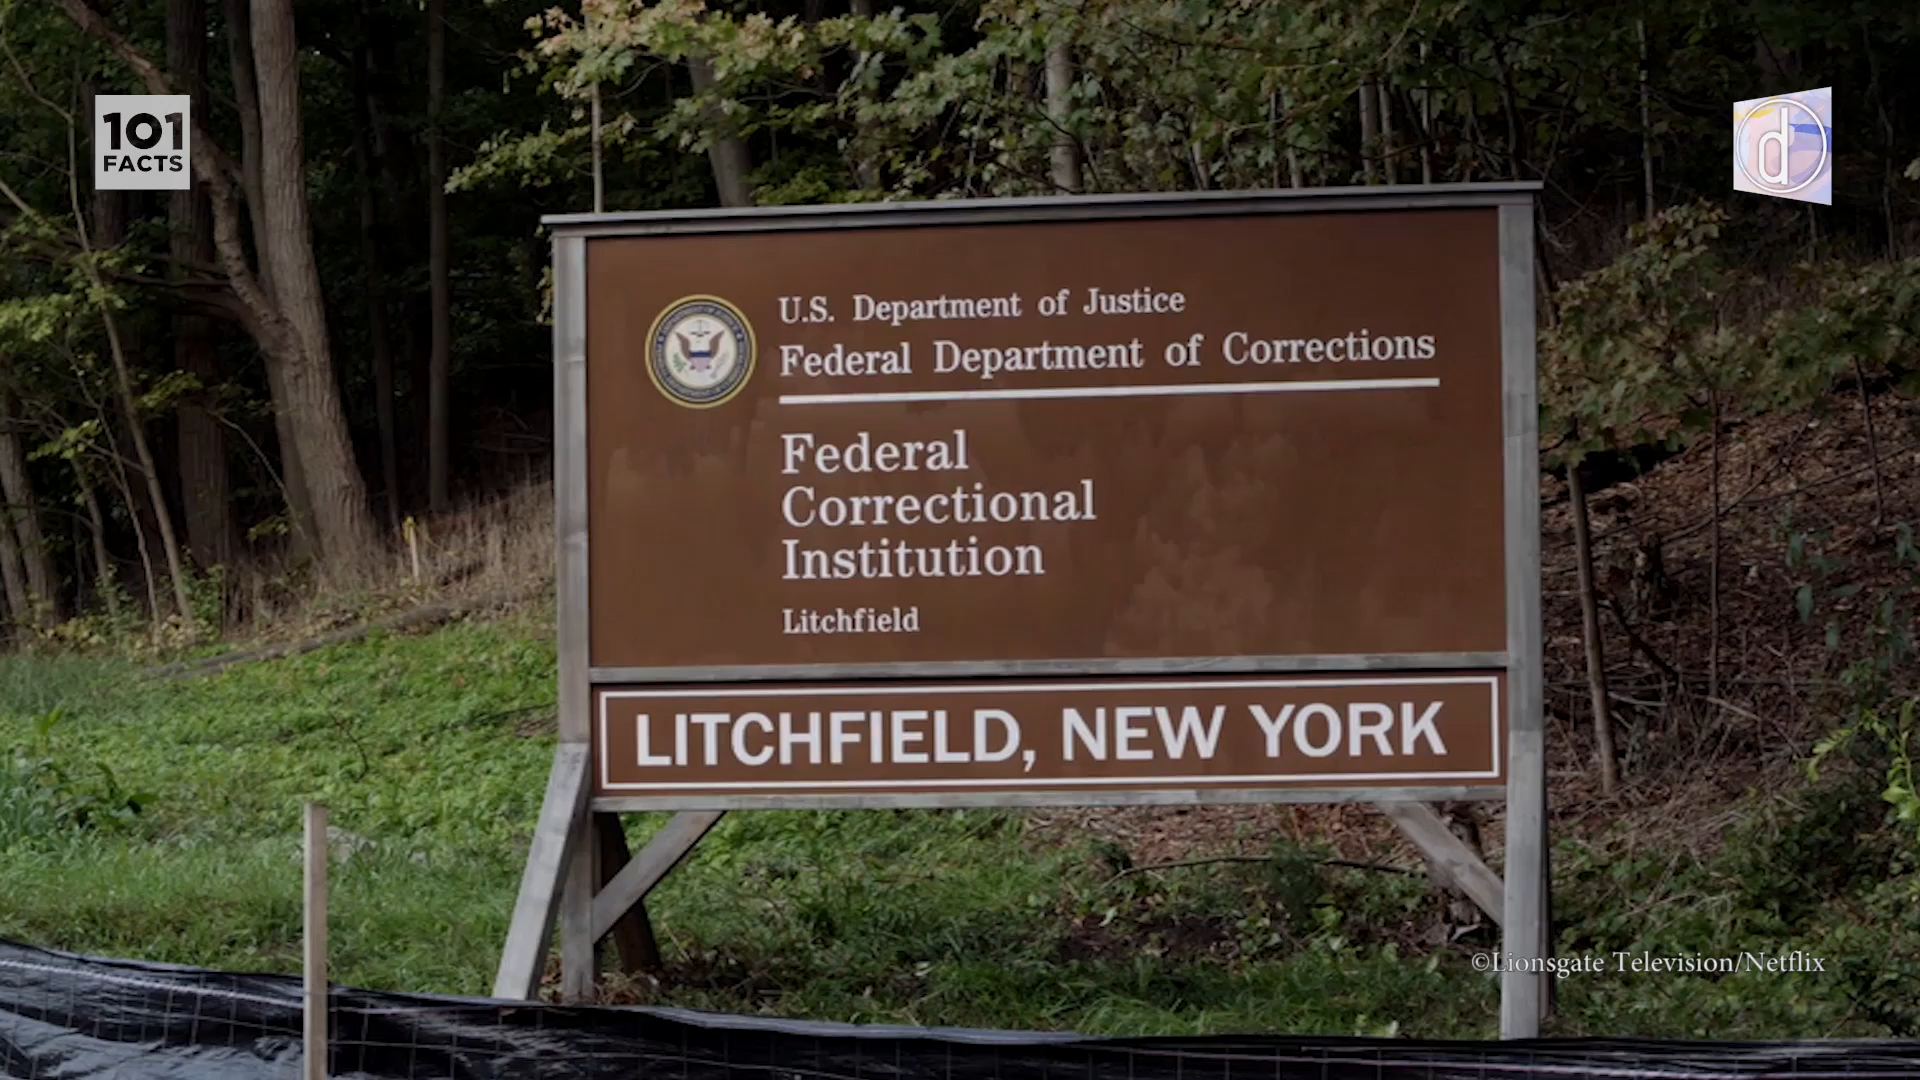 101
FACTS
d
U.S. Department of Justice
Federal Department of Corrections
Federal
Correctional
Institution
Litchfield
LITCHFIELD, NEW YORK
©Lionsgate Television/Netflix